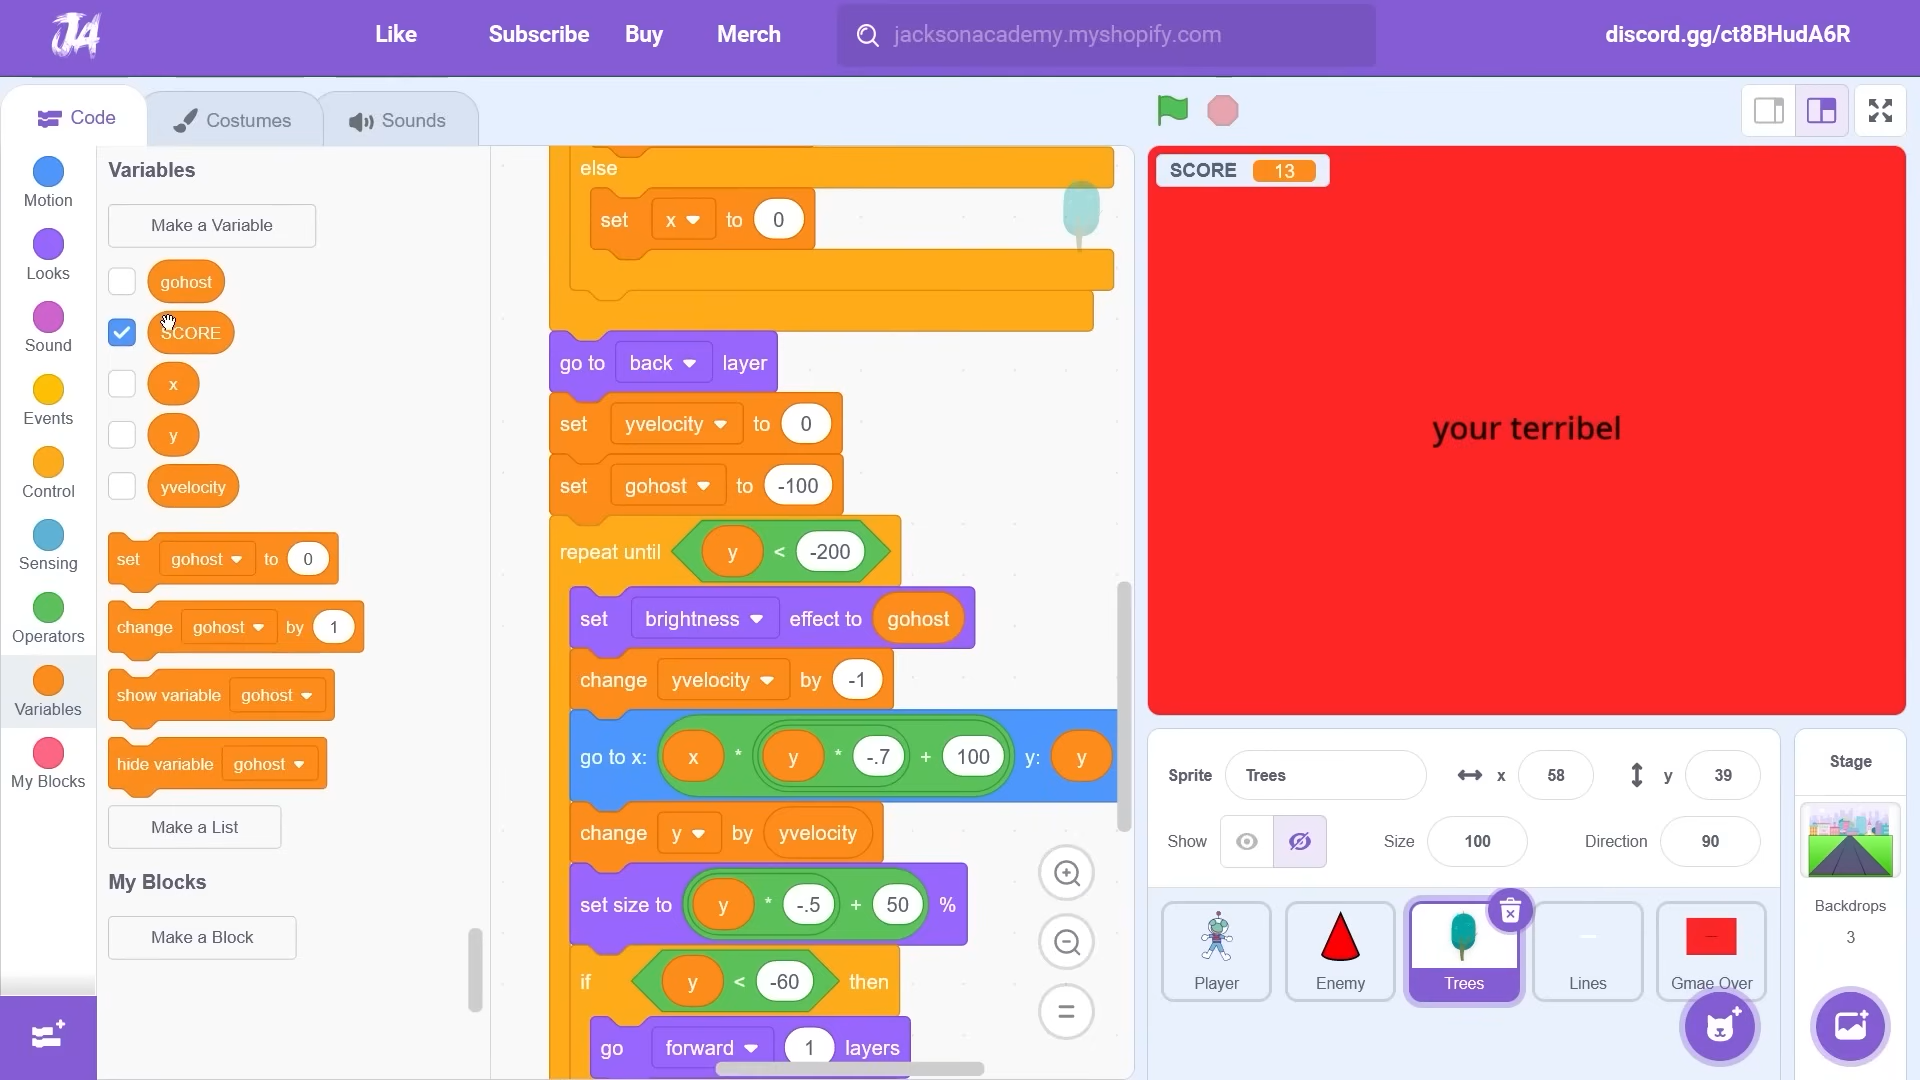 JA
Like
Subscribe
Buy
Merch
jacksonacademy.myshopify.com
discord.gg/ct8BHudA6R
Code
Costumes
Sounds
Motion
Looks
Sound
Events
Control
Sensing
Operators
Variables
My Blocks
Variables
Make a Variable
gohost
SCORE
x
y
yvelocity
set gohost to 0
change gohost by 1
show variable gohost
hide variable gohost
Make a List
My Blocks
Make a Block
else
set x to 0
go to back layer
set yvelocity to 0
set gohost to -100
repeat until y < -200
set brightness effect to gohost
change yvelocity by -1
go to x: x * y * -.7 + 100 y: y
change y by yvelocity
set size to y * -.5 + 50 %
if y < -60 then
go forward 1 layers
SCORE 13
your terribel
Sprite Trees x 58 y 39
Show Size 100 Direction 90
Player
Enemy
Trees
Lines
Gmae Over
Stage
Backdrops
3